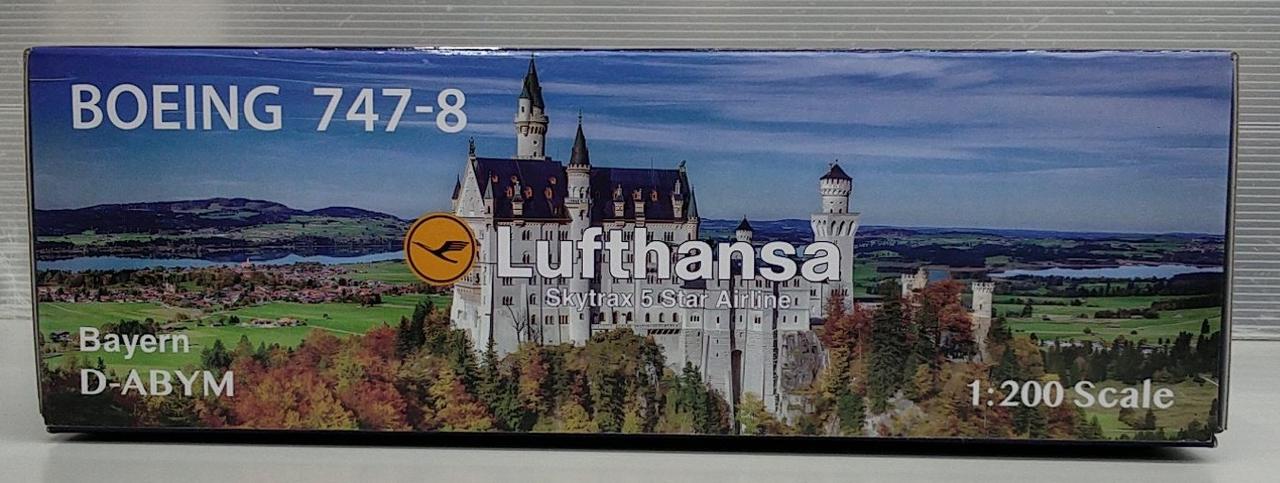 BOEING 747-8
Lufthansa
Skytrax 5 Star Airline
Bayern
D-ABYM
1:200 Scale